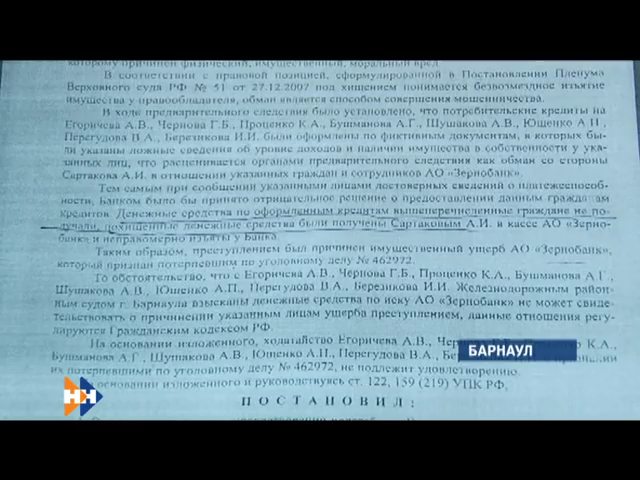 которому причинен физический, имущественный, моральный вред
В соответствии с правовой позицией, сформулированной в Постановлении Пленума
Верховного суда РФ № 51 от 27.12.2007 под хищением понимается безвозмездное изъятие
имущества у правообладателя, обман является способом совершения мошенничества.
В ходе предварительного следствия было установлено, что потребительские кредиты на
Егоричева А.В., Чернова Г.Б., Проценко К.А., Бушманова А.Г., Шушакова А.В., Ющенко А.П.,
Перегудова В.А., Березикова И.И. были оформлены по фиктивным документам, в которых бы-
ли указаны ложные сведения об уровне доходов и наличии имущества в собственности у ука-
занных лиц, что расценивается органами предварительного следствия как обман со стороны
Сартакова А.И. в отношении указанных граждан и сотрудников АО «Зернобанк».
Тем самым при сообщении указанными лицами достоверных сведений о платежеспособ-
ности, Банком было бы принято отрицательное решение о предоставлении данным гражданам
кредитов. Денежные средства по оформленным кредитам вышеперечисленные граждане не по-
лучали, похищенные денежные средства были получены Сартаковым А.И. в кассе АО «Зерно-
банк» и неправомерно изъяты у Банка.
Таким образом, преступлением был причинен имущественный ущерб АО «Зернобанк»,
который признан потерпевшим по уголовному делу № 462972.
То обстоятельство, что с Егоричева А.В., Чернова Г.Б., Проценко К.А., Бушманова А.Г.,
Шушакова А.В., Ющенко А.П., Перегудова В.А., Березикова И.И. Железнодорожным район-
ным судом г. Барнаула взысканы денежные средства по иску АО «Зернобанк» не может свиде-
тельствовать о причинении указанным лицам ущерба преступлением, данные отношения регу-
лируются Гражданским кодексом РФ.
На основании изложенного, ходатайство Егоричева А.В., К.А.,
Бушманова А.Г., Шушакова А.В., Ющенко А.П., Перегудова В.А.,
их потерпевшими по уголовному делу № 462972, не подлежит удовлетворению.
основании изложенного и руководствуясь ст. 122, 159 (219) УПК РФ,
ПОСТАНОВИЛ:
БАРНАУЛ
НН